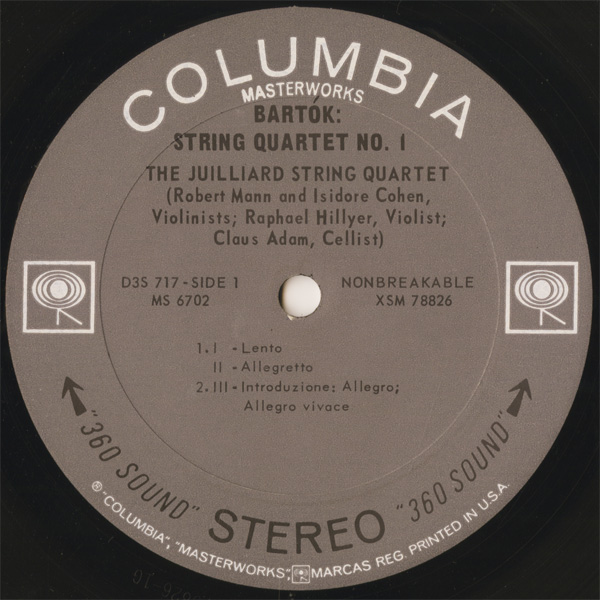 COLUMBIA
MASTERWORKS
BARTÓK:
STRING QUARTET NO. 1
THE JUILLIARD STRING QUARTET
(Robert Mann and Isidore Cohen,
Violinists; Raphael Hillyer, Violist;
Claus Adam, Cellist)
D3S 717 - SIDE 1
MS 6702
NONBREAKABLE
XSM 78826
1. I - Lento
II - Allegretto
2. III - Introduzione: Allegro;
Allegro vivace
"360 SOUND" STEREO "360 SOUND"
® "COLUMBIA", "MASTERWORKS", MARCAS REG. PRINTED IN U.S.A.